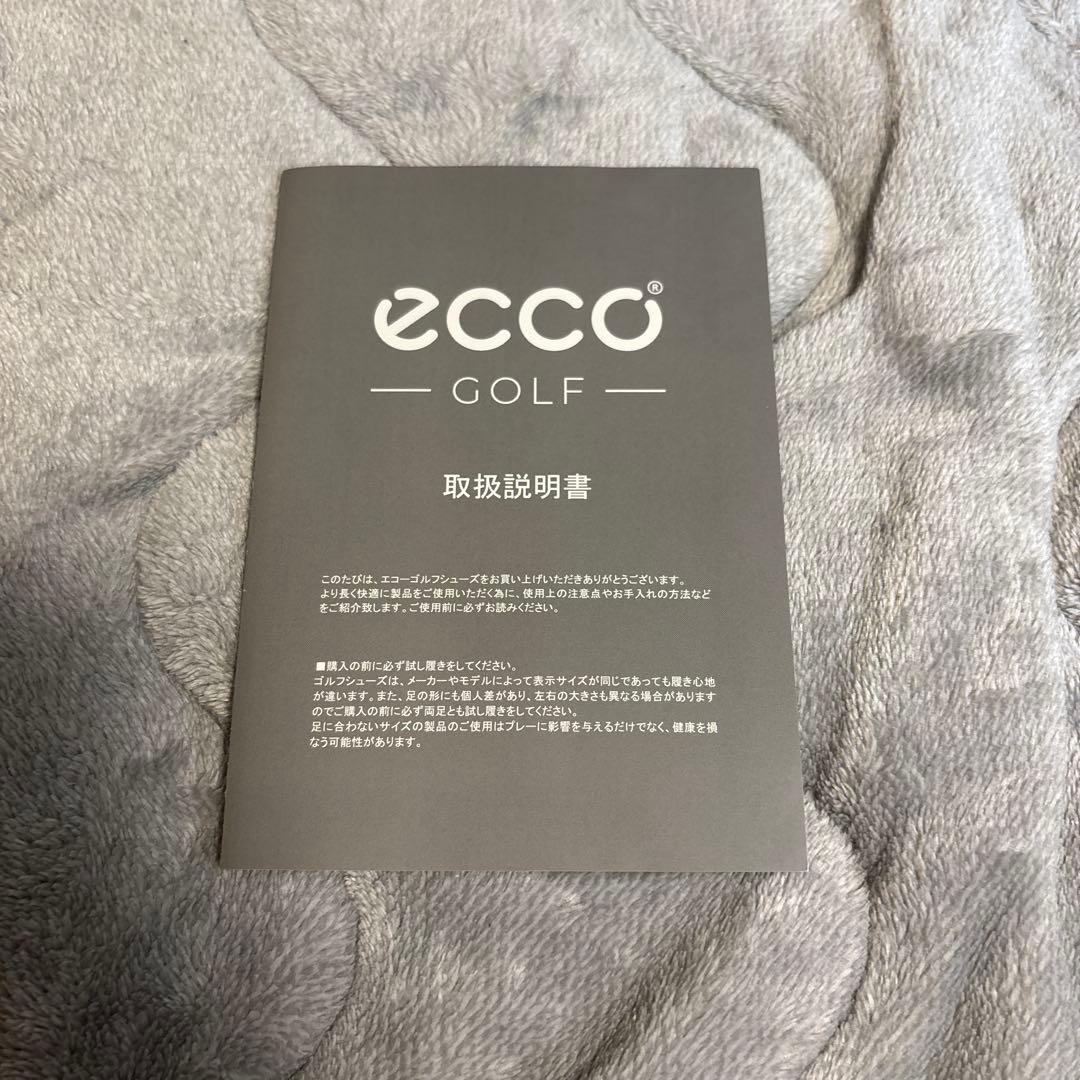 ecco®
GOLF
取扱説明書
このたびは、エコーゴルフシューズをお買い上げいただきありがとうございます。
より長く快適に製品をご使用いただく為に、使用上の注意点やお手入れの方法など
をご紹介致します。ご使用前に必ずお読みください。
■購入の前に必ず試し履きをしてください。
ゴルフシューズは、メーカーやモデルによって表示サイズが同じであっても履き心地
が違います。また、足の形にも個人差があり、左右の大きさも異なる場合があります
のでご購入の前に必ず両足とも試し履きをしてください。
足に合わないサイズの製品のご使用はプレーに影響を与えるだけでなく、健康を損
なう可能性があります。